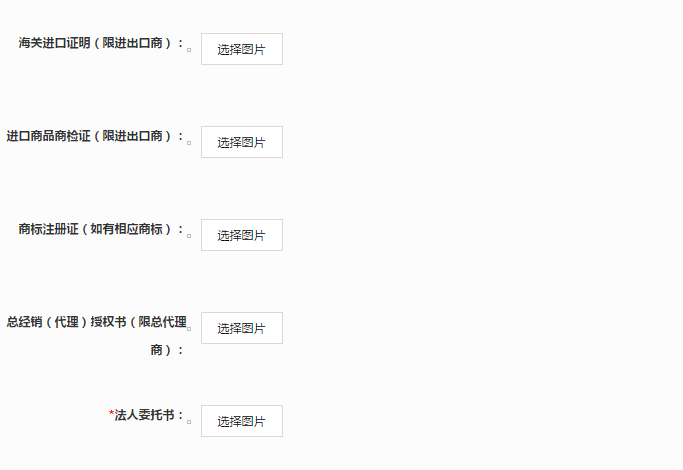 海关进口证明（限进出口商）：
选择图片
进口商品商检证（限进出口商）：
选择图片
商标注册证（如有相应商标）：
选择图片
总经销（代理）授权书（限总代理
商）：
选择图片
*法人委托书：
选择图片